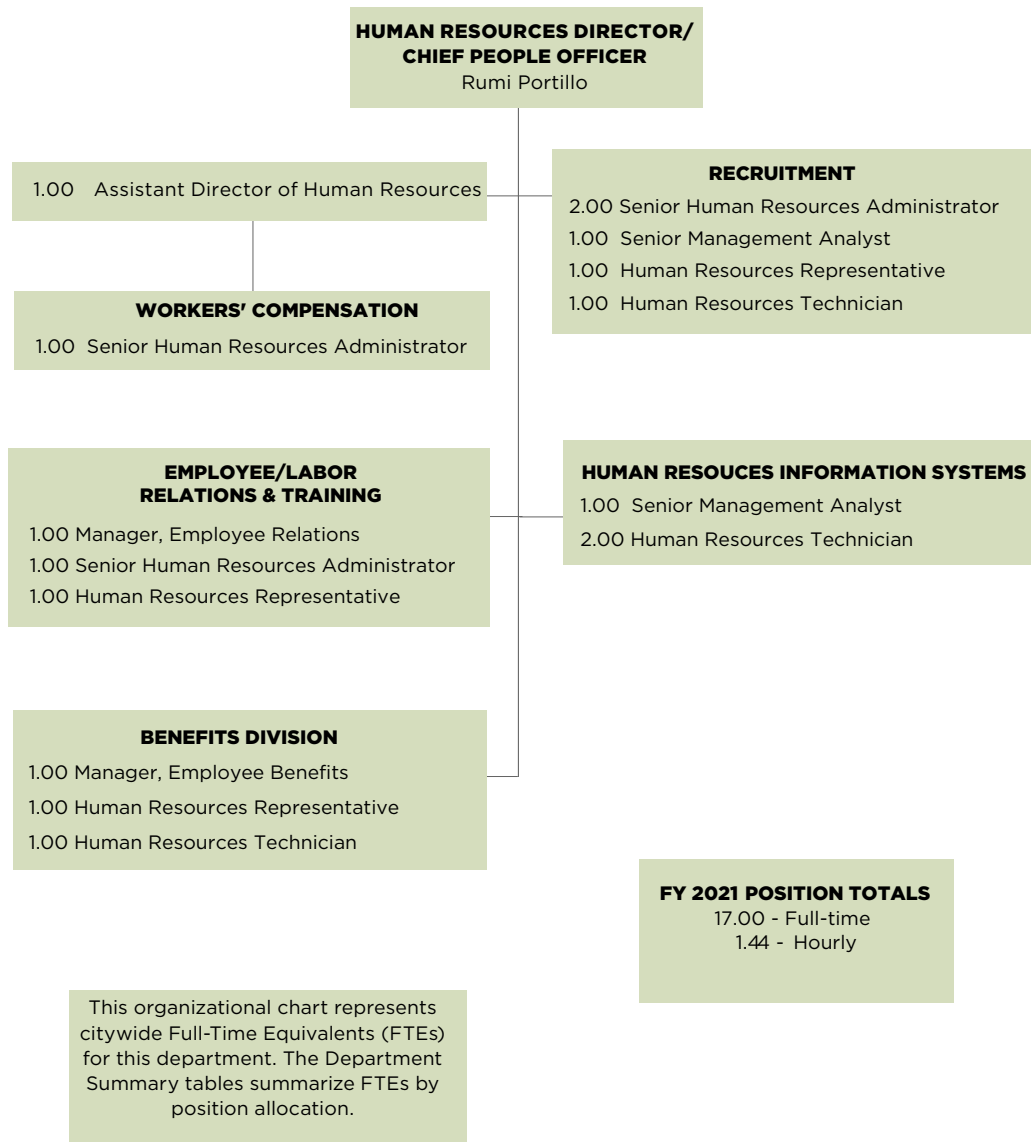 HUMAN RESOURCES DIRECTOR/
CHIEF PEOPLE OFFICER
Rumi Portillo
1.00 Assistant Director of Human Resources
WORKERS' COMPENSATION
1.00 Senior Human Resources Administrator
RECRUITMENT
2.00 Senior Human Resources Administrator
1.00 Senior Management Analyst
1.00 Human Resources Representative
1.00 Human Resources Technician
EMPLOYEE/LABOR
RELATIONS & TRAINING
1.00 Manager, Employee Relations
1.00 Senior Human Resources Administrator
1.00 Human Resources Representative
HUMAN RESOUCES INFORMATION SYSTEMS
1.00 Senior Management Analyst
2.00 Human Resources Technician
BENEFITS DIVISION
1.00 Manager, Employee Benefits
1.00 Human Resources Representative
1.00 Human Resources Technician
FY 2021 POSITION TOTALS
17.00 - Full-time
1.44 - Hourly
This organizational chart represents
citywide Full-Time Equivalents (FTEs)
for this department. The Department
Summary tables summarize FTEs by
position allocation.